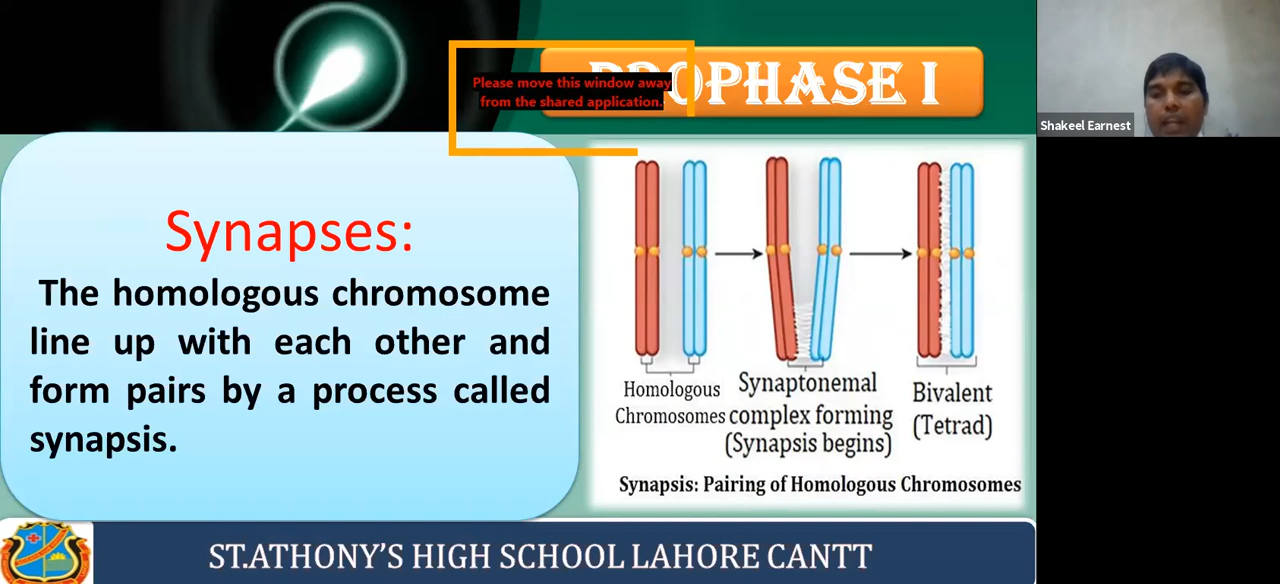 Please move this window away
from the shared application.
PROPHASE I
Shakeel Earnest
Synapses:
The homologous chromosome
line up with each other and
form pairs by a process called
synapsis.
Homologous
Chromosomes
Synaptonemal
complex forming
(Synapsis begins)
Bivalent
(Tetrad)
Synapsis: Pairing of Homologous Chromosomes
ST.ATHONY'S HIGH SCHOOL LAHORE CANTT